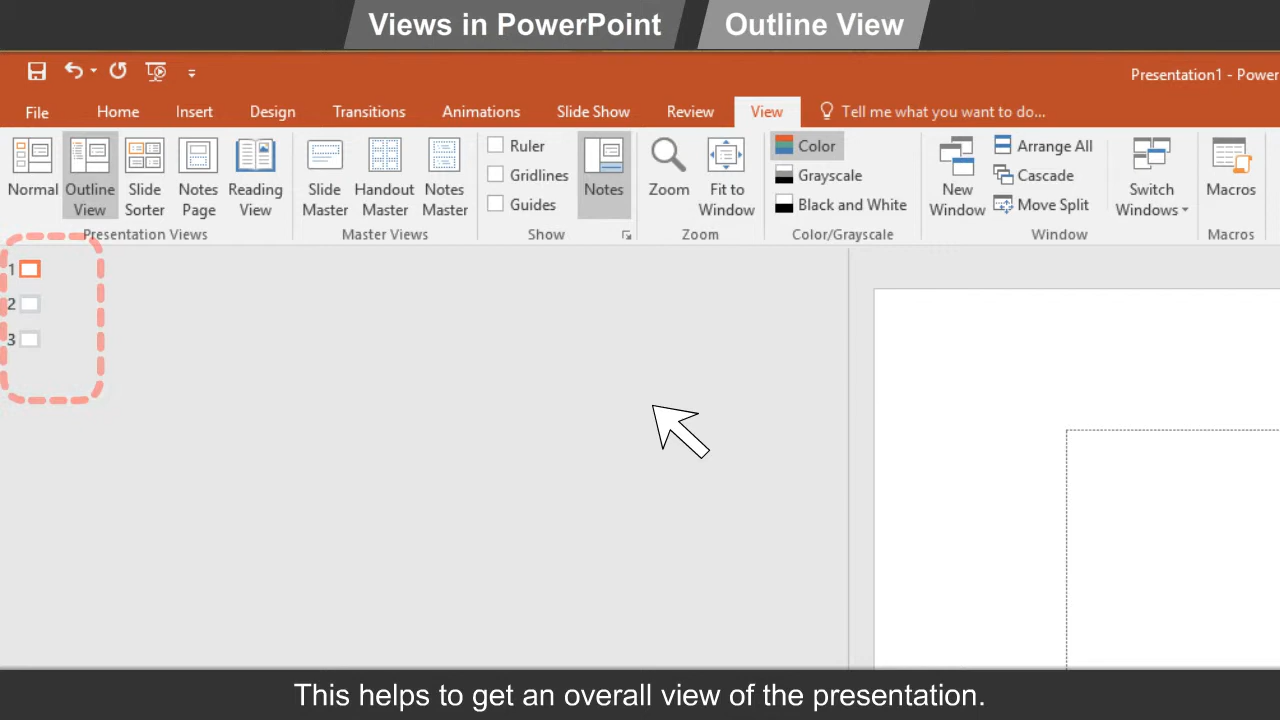 Views in PowerPoint
Outline View
Presentation1 - Power
File Home Insert Design Transitions Animations Slide Show Review View Tell me what you want to do...
Normal
Outline View
Slide Sorter
Notes Page
Reading View
Presentation Views
Slide Master
Handout Master
Notes Master
Master Views
Ruler
Gridlines
Guides
Notes
Show
Zoom
Fit to Window
Zoom
Color
Grayscale
Black and White
Color/Grayscale
New Window
Arrange All
Cascade
Move Split
Switch Windows
Window
Macros
Macros
1
2
3
This helps to get an overall view of the presentation.